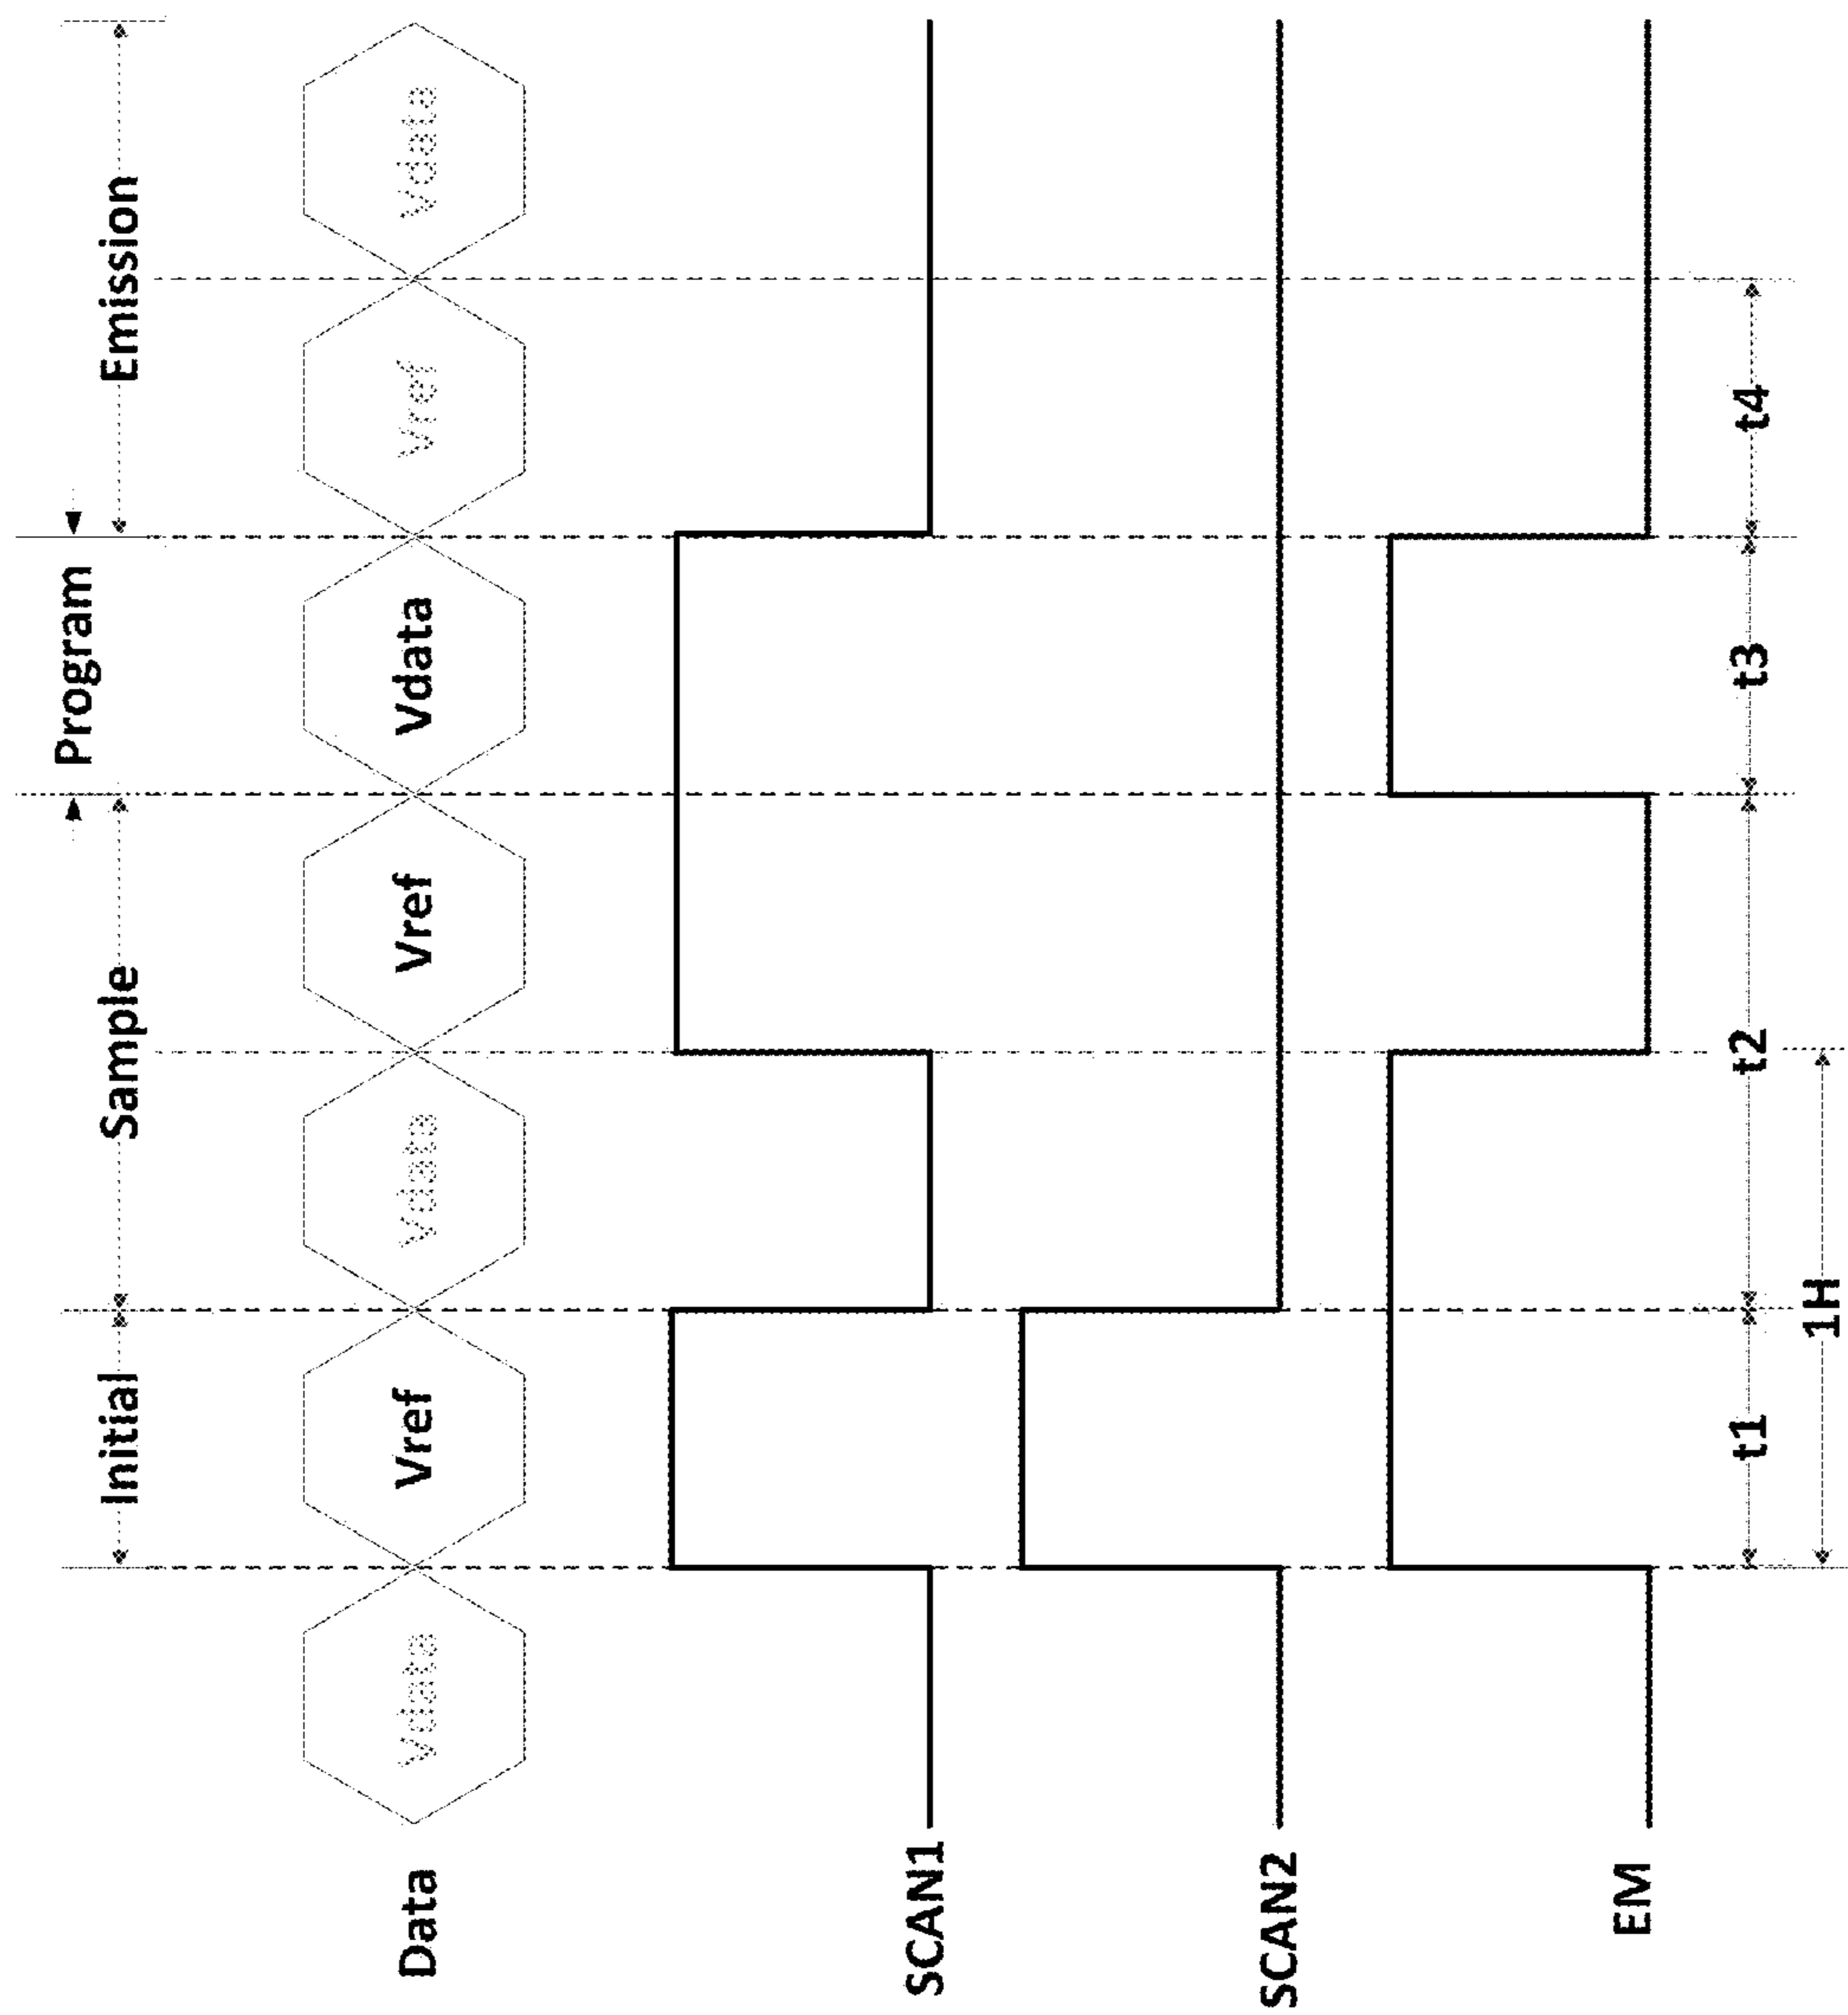 Initial
Sample
Program
Emission
Data
Vdata
Vref
Vdata
Vref
Vdata
Vref
Vdata
SCAN1
SCAN2
EM
t1
t2
t3
t4
1H